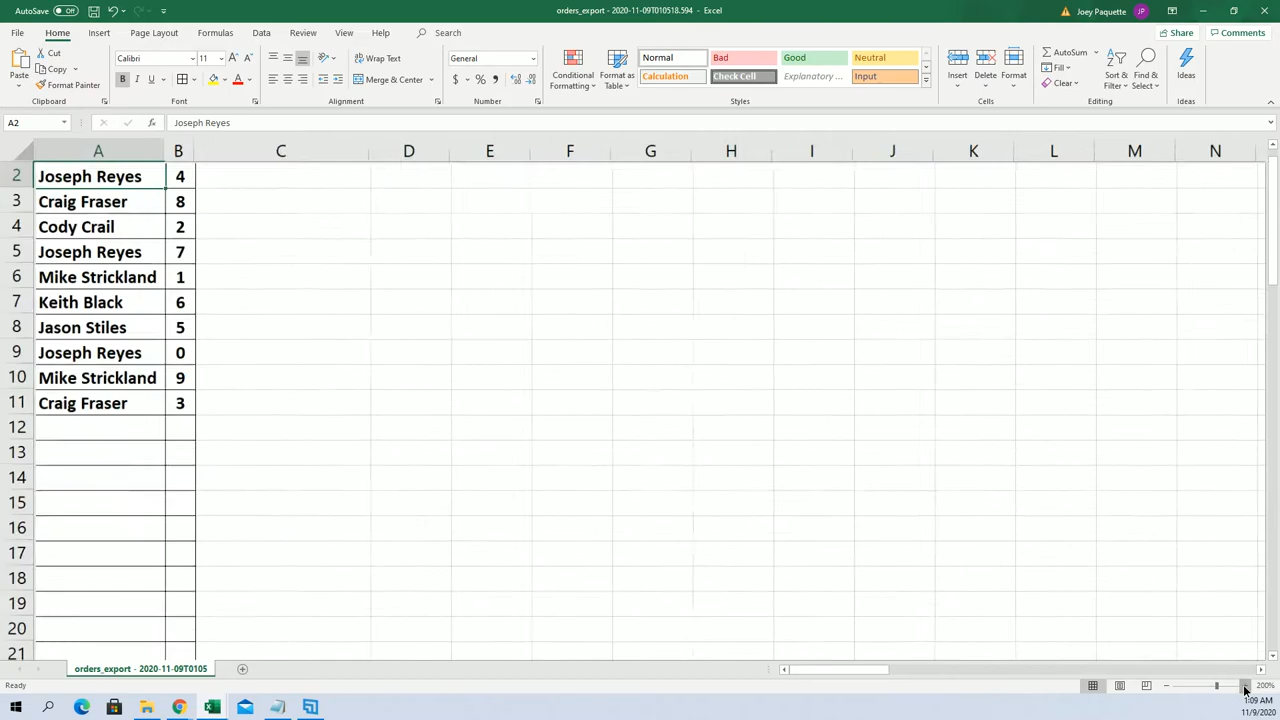 AutoSave Off orders_export - 2020-11-09T010518.594 - Excel Joey Paquette JP
File Home Insert Page Layout Formulas Data Review View Help Search Share Comments
Paste Cut Copy Format Painter Clipboard
Calibri 11 A A B I U A Font
Wrap Text Merge & Center Alignment
General $ % , Number
Conditional Formatting Format as Table
Normal Bad Good Neutral
Calculation Check Cell Explanatory ... Input
Styles
Insert Delete Format Cells
AutoSum Fill Clear Sort & Filter Find & Select Editing
Ideas Ideas
A2 fx Joseph Reyes
A B C D E F G H I J K L M N
2 Joseph Reyes 4
3 Craig Fraser 8
4 Cody Crail 2
5 Joseph Reyes 7
6 Mike Strickland 1
7 Keith Black 6
8 Jason Stiles 5
9 Joseph Reyes 0
10 Mike Strickland 9
11 Craig Fraser 3
12
13
14
15
16
17
18
19
20
21
orders_export - 2020-11-09T0105
Ready 200%
1:09 AM
11/9/2020